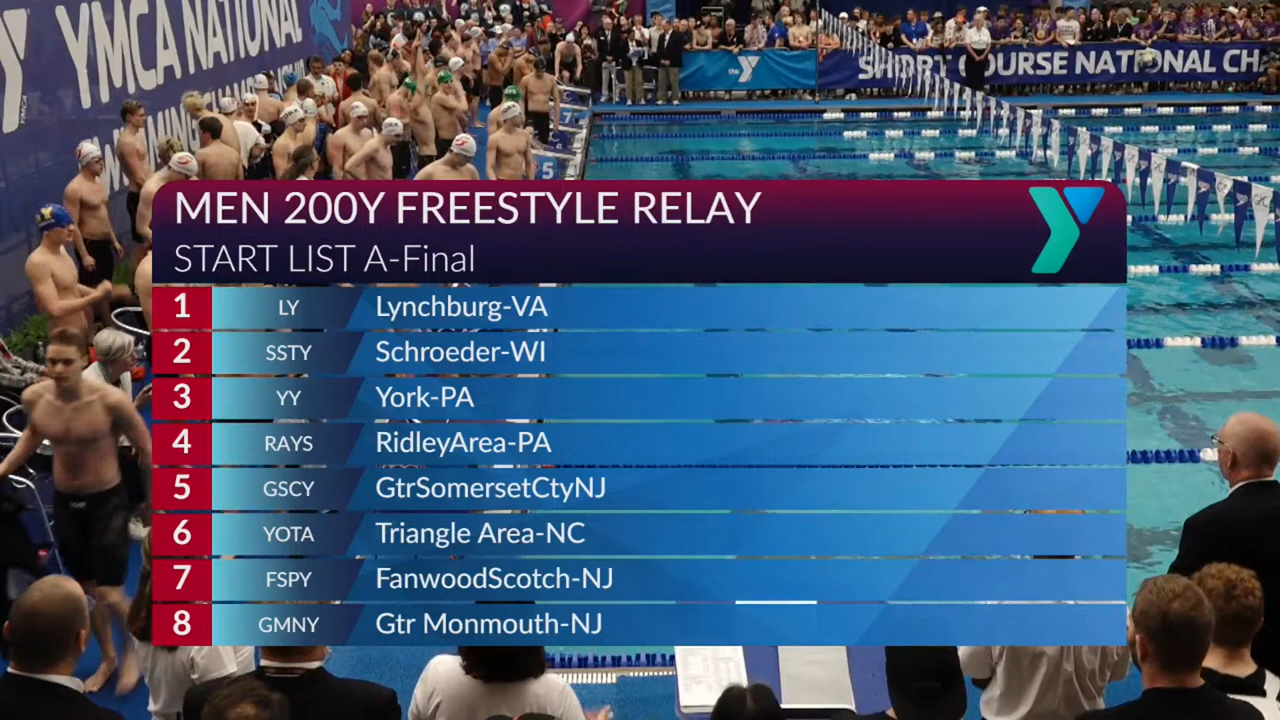 YMCA NATIONAL
the Y
SHORT COURSE NATIONAL CH
5
MEN 200Y FREESTYLE RELAY
START LIST A-Final
1 LY Lynchburg-VA
2 SSTY Schroeder-WI
3 YY York-PA
4 RAYS RidleyArea-PA
5 GSCY GtrSomersetCtyNJ
6 YOTA Triangle Area-NC
7 FSPY FanwoodScotch-NJ
8 GMNY Gtr Monmouth-NJ